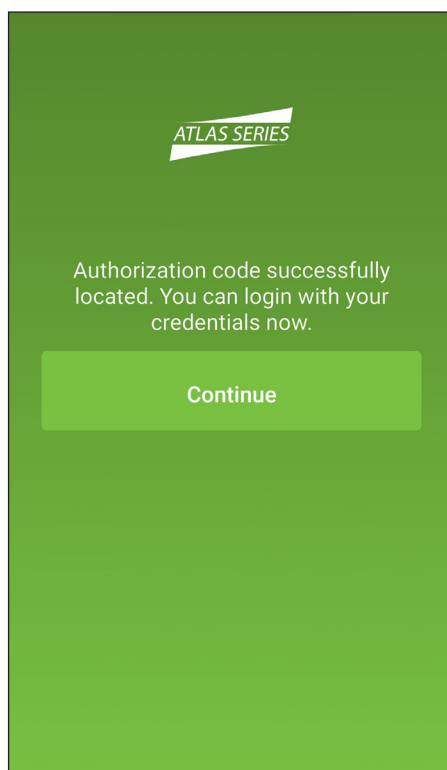 ATLAS SERIES
Authorization code successfully
located. You can login with your
credentials now.
Continue